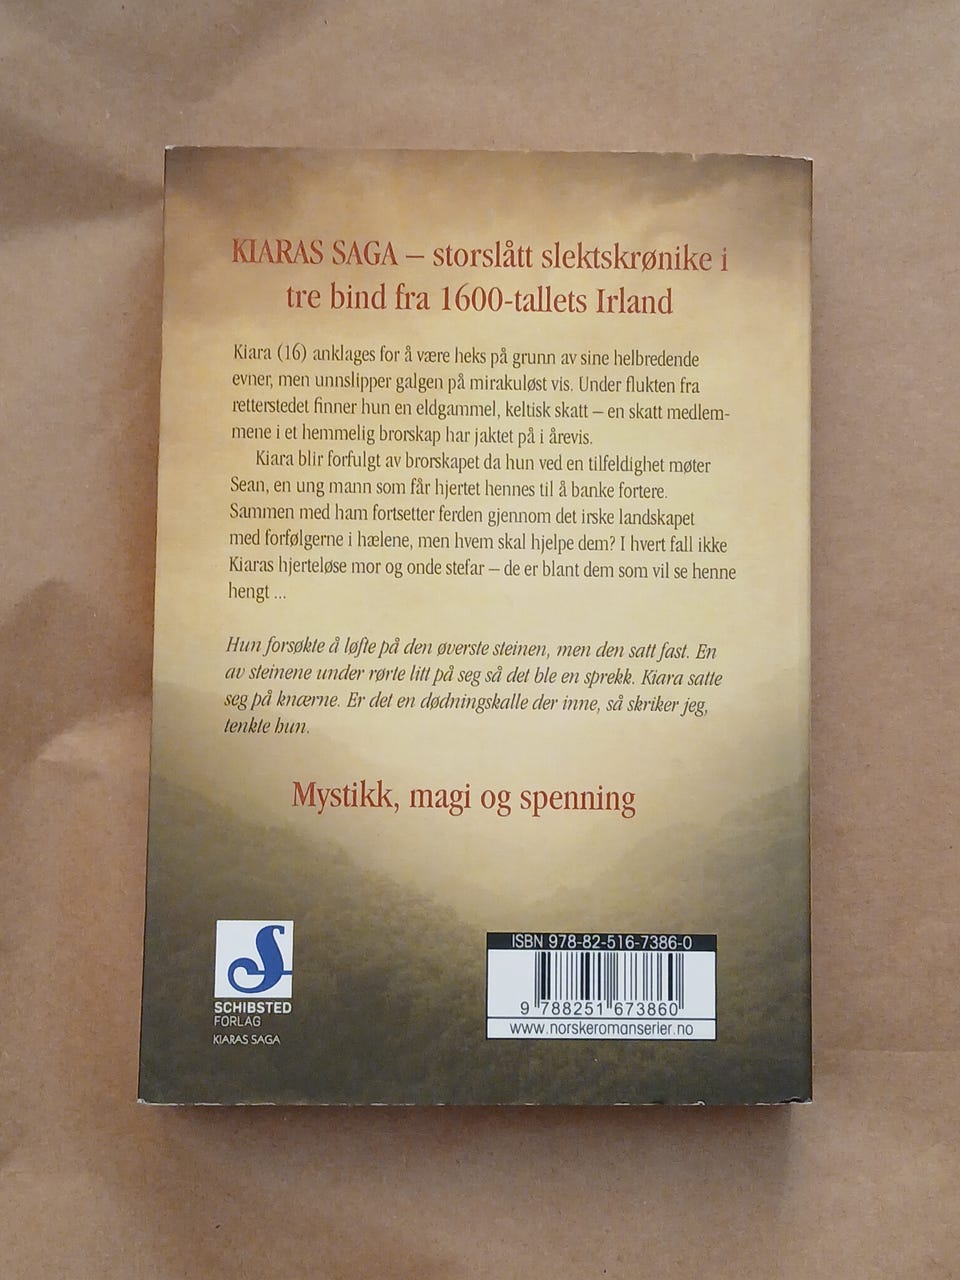 KIARAS SAGA – storslått slektskrønike i
tre bind fra 1600-tallets Irland
Kiara (16) anklages for å være heks på grunn av sine helbredende
evner, men unnslipper galgen på mirakuløst vis. Under flukten fra
retterstedet finner hun en eldgammel, keltisk skatt – en skatt medlem-
mene i et hemmelig brorskap har jaktet på i årevis.
Kiara blir forfulgt av brorskapet da hun ved en tilfeldighet møter
Sean, en ung mann som får hjertet hennes til å banke fortere.
Sammen med ham fortsetter ferden gjennom det irske landskapet
med forfølgerne i hælene, men hvem skal hjelpe dem? I hvert fall ikke
Kiaras hjerteløse mor og onde stefar – de er blant dem som vil se henne
hengt ...
Hun forsøkte å løfte på den øverste steinen, men den satt fast. En
av steinene under rørte litt på seg så det ble en sprekk. Kiara satte
seg på knærne. Er det en dødningskalle der inne, så skriker jeg,
tenkte hun.
Mystikk, magi og spenning
S
SCHIBSTED
FORLAG
KIARAS SAGA
ISBN 978-82-516-7386-0
9 788251 673860
www.norskeromanserier.no